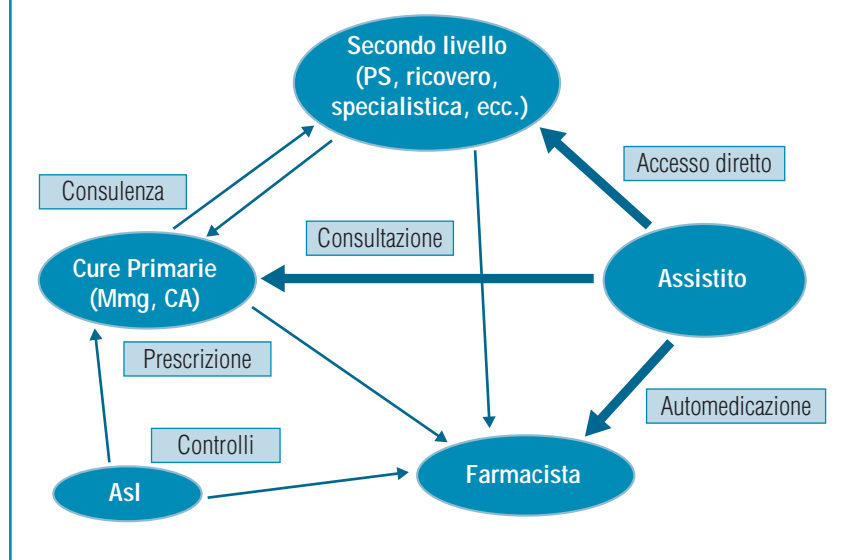 Secondo livello
(PS, ricovero,
specialistica, ecc.)
Accesso diretto
Consulenza
Consultazione
Cure Primarie
(Mmg, CA)
Assistito
Prescrizione
Automedicazione
Controlli
Farmacista
Asl